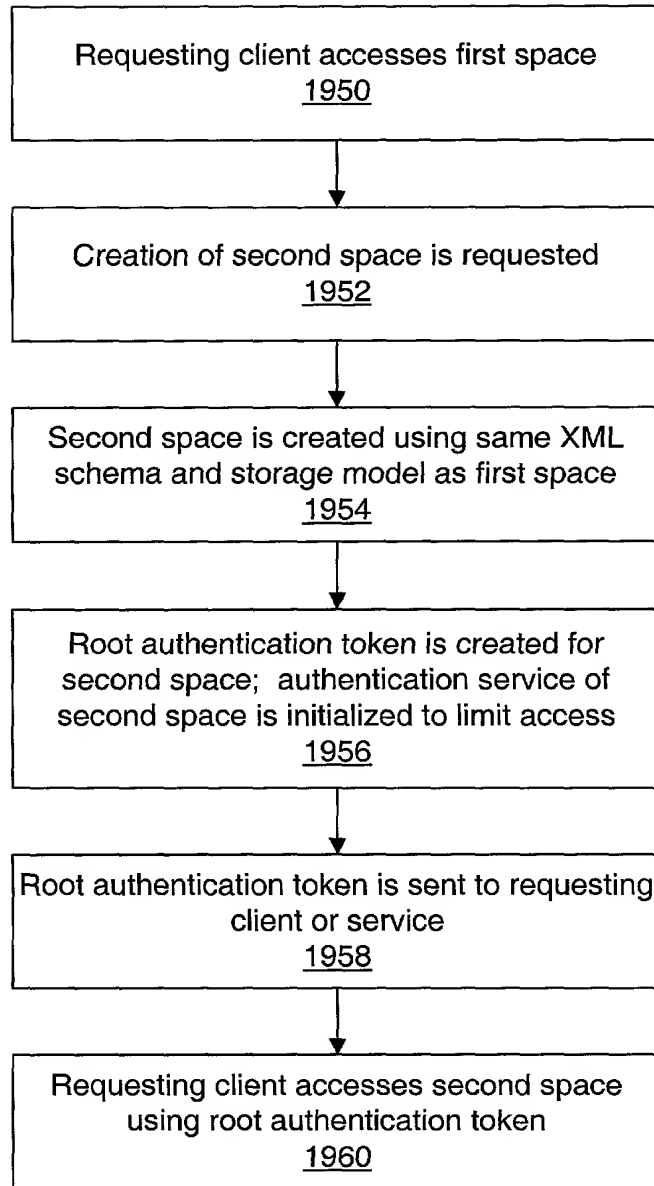 Requesting client accesses first space
1950
Creation of second space is requested
1952
Second space is created using same XML
schema and storage model as first space
1954
Root authentication token is created for
second space; authentication service of
second space is initialized to limit access
1956
Root authentication token is sent to requesting
client or service
1958
Requesting client accesses second space
using root authentication token
1960